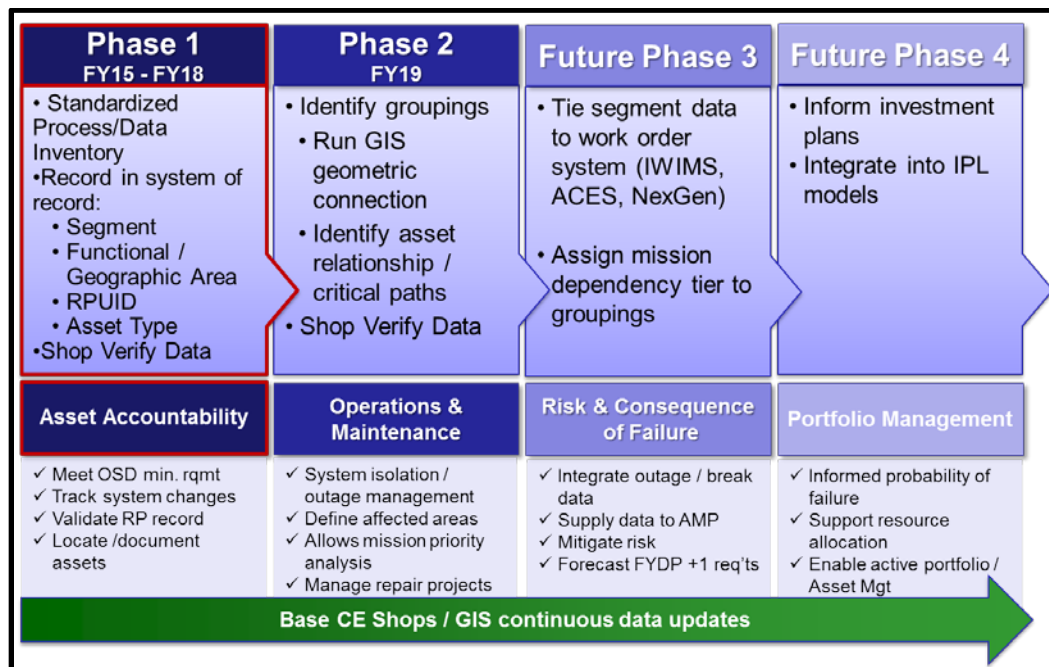 Phase 1
FY15 - FY18
• Standardized
Process/Data
Inventory
•Record in system of
record:
• Segment
• Functional /
Geographic Area
• RPUID
• Asset Type
•Shop Verify Data
Phase 2
FY19
• Identify groupings
• Run GIS
geometric
connection
• Identify asset
relationship /
critical paths
• Shop Verify Data
Future Phase 3
• Tie segment data
to work order
system (IWIMS,
ACES, NexGen)
• Assign mission
dependency tier to
groupings
Future Phase 4
• Inform investment
plans
• Integrate into IPL
models
Asset Accountability
✓ Meet OSD min. rqmt
✓ Track system changes
✓ Validate RP record
✓ Locate /document
assets
Operations &
Maintenance
✓ System isolation /
outage management
✓ Define affected areas
✓ Allows mission priority
analysis
✓ Manage repair projects
Risk & Consequence
of Failure
✓ Integrate outage / break
data
✓ Supply data to AMP
✓ Mitigate risk
✓ Forecast FYDP +1 req'ts
Portfolio Management
✓ Informed probability of
failure
✓ Support resource
allocation
✓ Enable active portfolio /
Asset Mgt
Base CE Shops / GIS continuous data updates